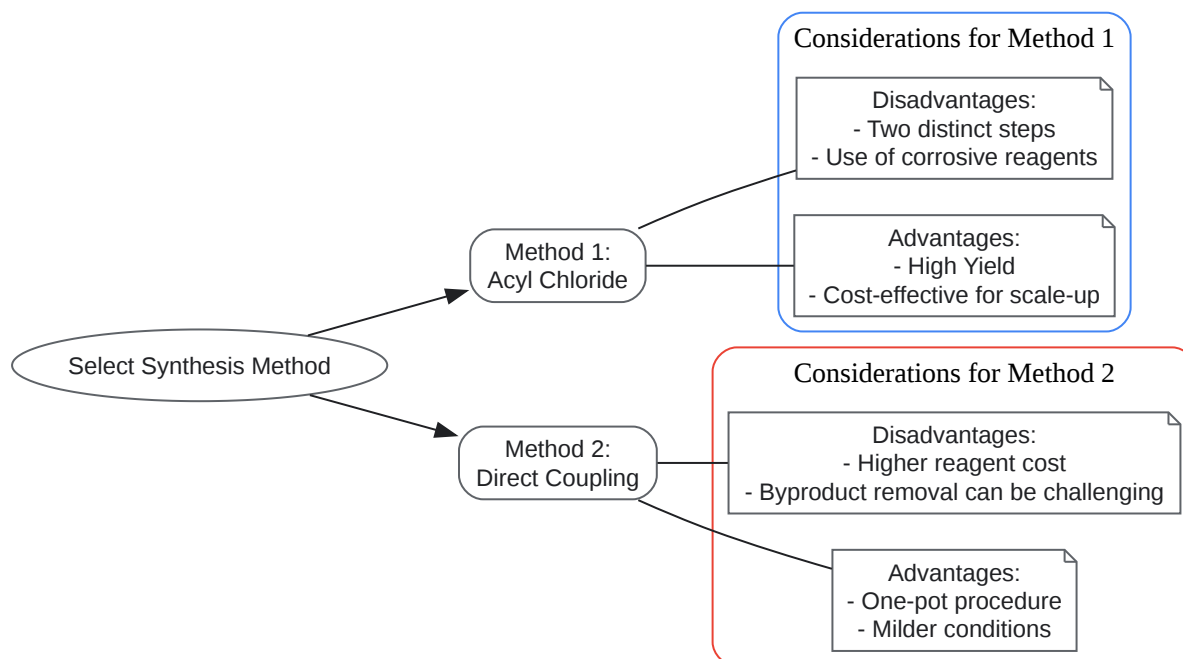 Considerations for Method 1
Disadvantages:
- Two distinct steps
- Use of corrosive reagents
Method 1:
Acyl Chloride
Advantages:
- High Yield
- Cost-effective for scale-up
Select Synthesis Method
Considerations for Method 2
Method 2:
Direct Coupling
Disadvantages:
- Higher reagent cost
- Byproduct removal can be challenging
Advantages:
- One-pot procedure
- Milder conditions